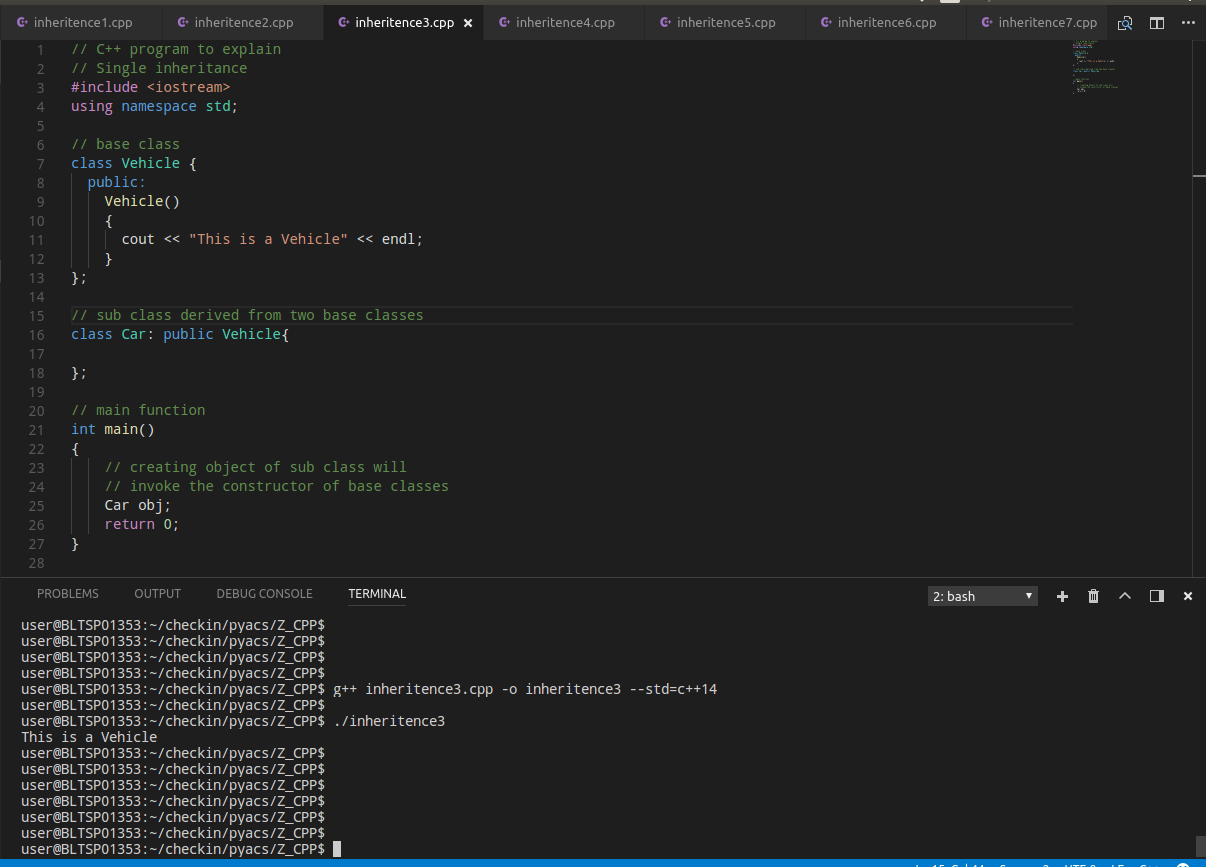 inheritence1.cpp inheritence2.cpp inheritence3.cpp inheritence4.cpp inheritence5.cpp inheritence6.cpp inheritence7.cpp
1 // C++ program to explain
2 // Single inheritance
3 #include <iostream>
4 using namespace std;
5
6 // base class
7 class Vehicle {
8 public:
9 Vehicle()
10 {
11 cout << "This is a Vehicle" << endl;
12 }
13 };
14
15 // sub class derived from two base classes
16 class Car: public Vehicle{
17
18 };
19
20 // main function
21 int main()
22 {
23 // creating object of sub class will
24 // invoke the constructor of base classes
25 Car obj;
26 return 0;
27 }
28
PROBLEMS OUTPUT DEBUG CONSOLE TERMINAL 2: bash
user@BLTSP01353:~/checkin/pyacs/Z_CPP$
user@BLTSP01353:~/checkin/pyacs/Z_CPP$
user@BLTSP01353:~/checkin/pyacs/Z_CPP$
user@BLTSP01353:~/checkin/pyacs/Z_CPP$
user@BLTSP01353:~/checkin/pyacs/Z_CPP$ g++ inheritence3.cpp -o inheritence3 --std=c++14
user@BLTSP01353:~/checkin/pyacs/Z_CPP$
user@BLTSP01353:~/checkin/pyacs/Z_CPP$ ./inheritence3
This is a Vehicle
user@BLTSP01353:~/checkin/pyacs/Z_CPP$
user@BLTSP01353:~/checkin/pyacs/Z_CPP$
user@BLTSP01353:~/checkin/pyacs/Z_CPP$
user@BLTSP01353:~/checkin/pyacs/Z_CPP$
user@BLTSP01353:~/checkin/pyacs/Z_CPP$
user@BLTSP01353:~/checkin/pyacs/Z_CPP$
user@BLTSP01353:~/checkin/pyacs/Z_CPP$